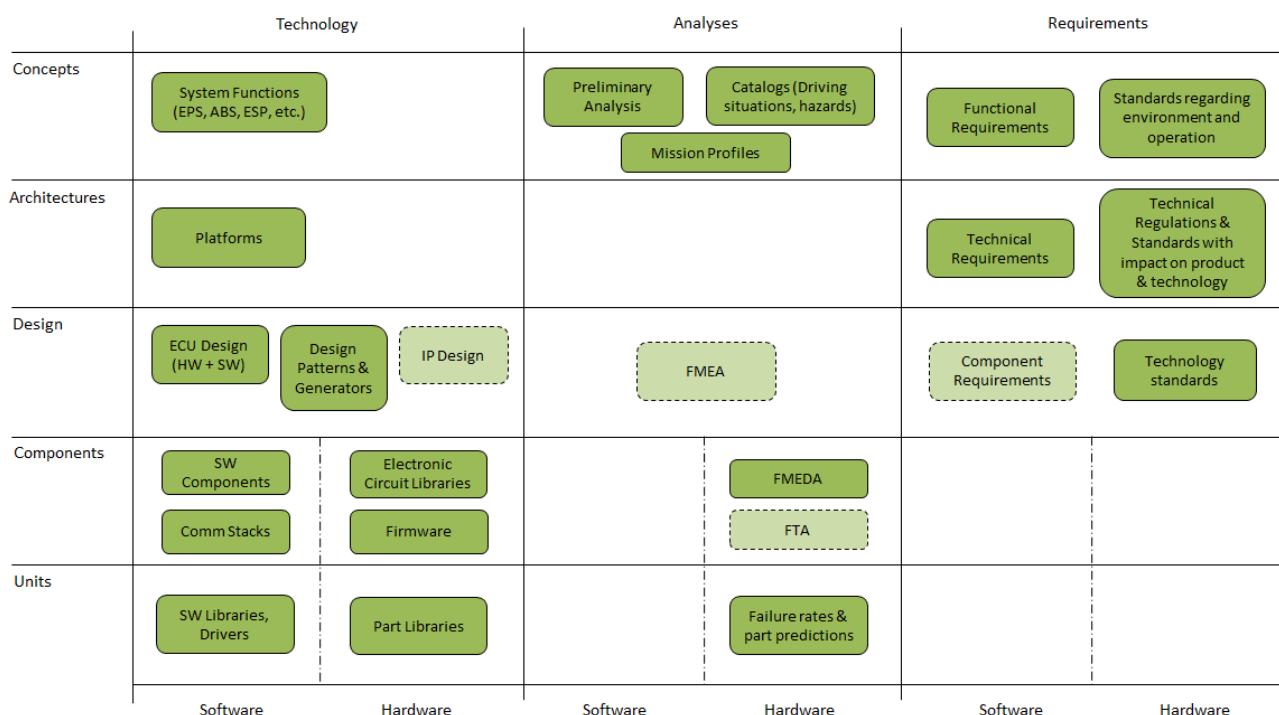 Technology
Analyses
Requirements
Concepts
System Functions
(EPS, ABS, ESP, etc.)
Preliminary
Analysis
Catalogs (Driving
situations, hazards)
Mission Profiles
Functional
Requirements
Standards regarding
environment and
operation
Architectures
Platforms
Technical
Requirements
Technical
Regulations &
Standards with
impact on product
& technology
Design
ECU Design
(HW + SW)
Design
Patterns &
Generators
IP Design
FMEA
Component
Requirements
Technology
standards
Components
SW
Components
Electronic
Circuit Libraries
FMEDA
Comm Stacks
Firmware
FTA
Units
SW Libraries,
Drivers
Part Libraries
Failure rates &
part predictions
Software
Hardware
Software
Hardware
Software
Hardware